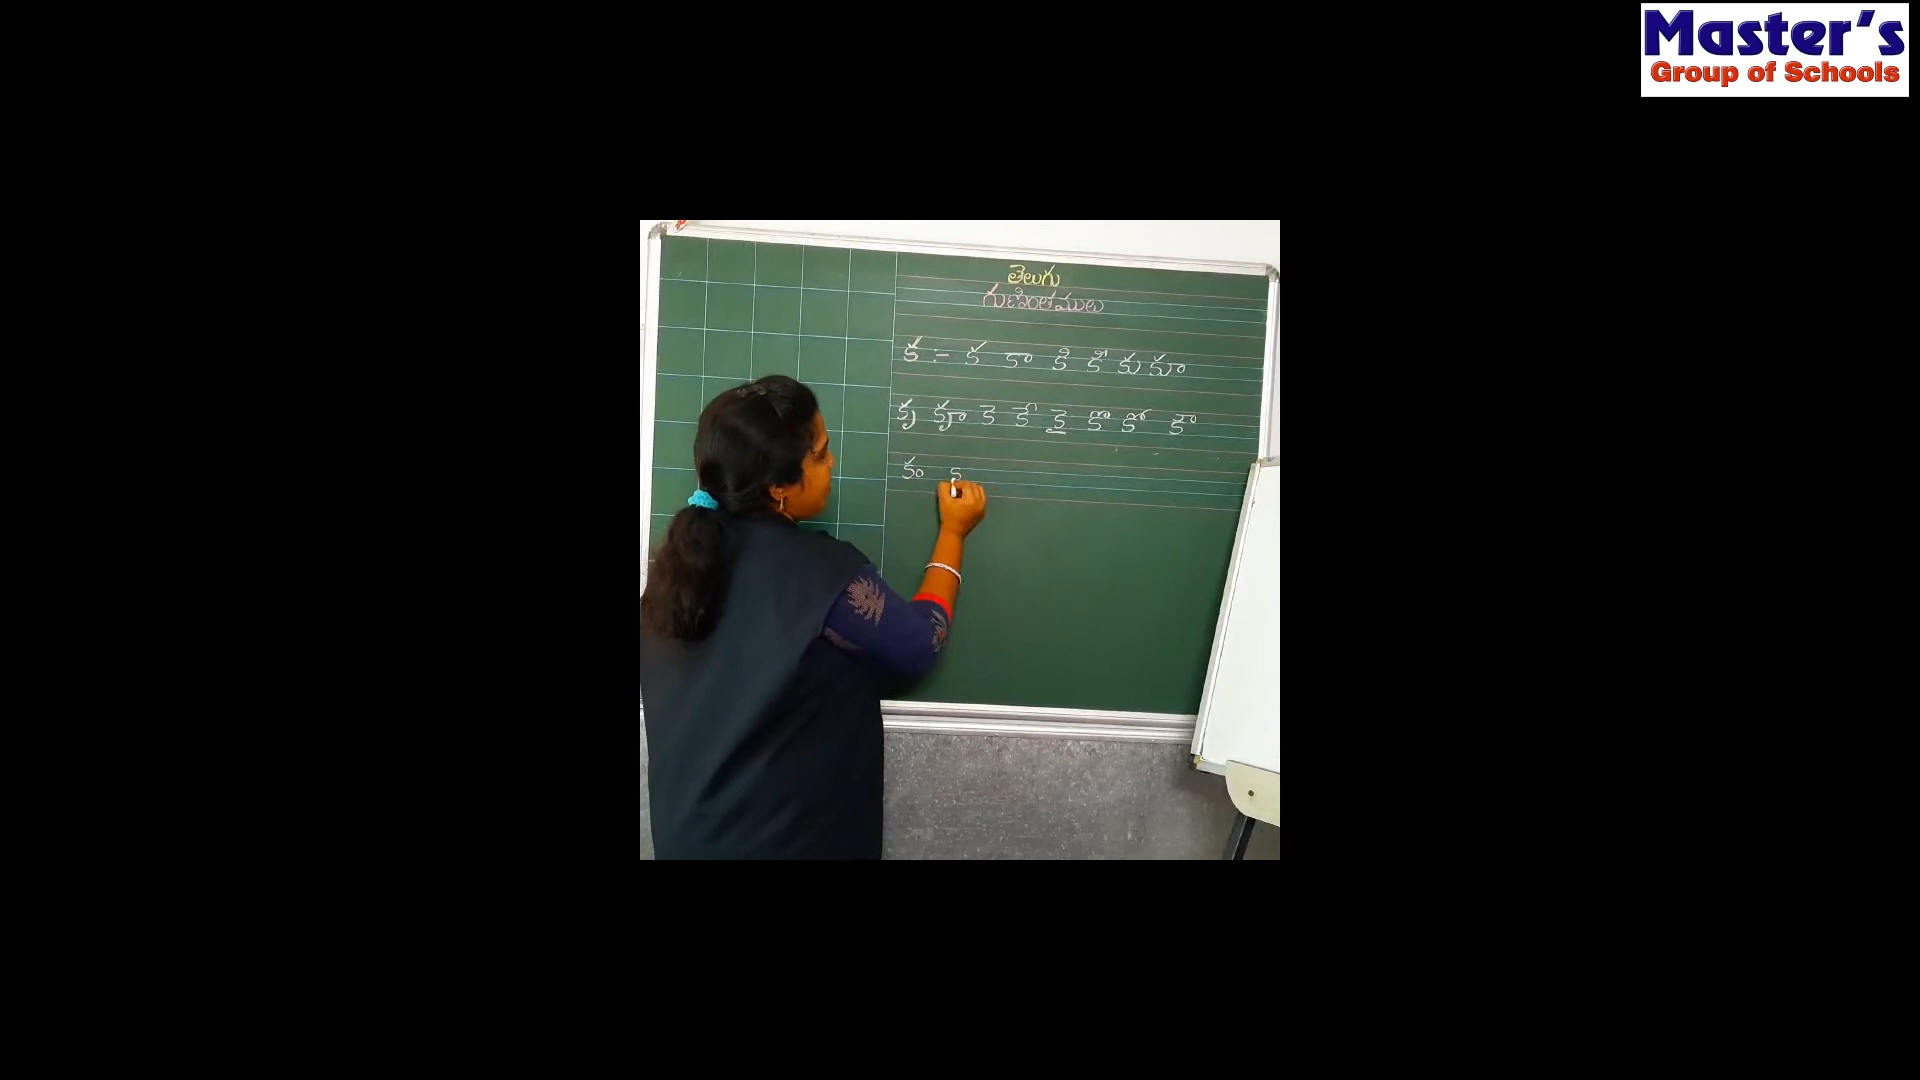 Master's
Group of Schools
తెలుగు
గుణింతములు
క :- క కా కి కీ కు కూ
కృ కౄ కె కే కై కొ కో కౌ
కం క